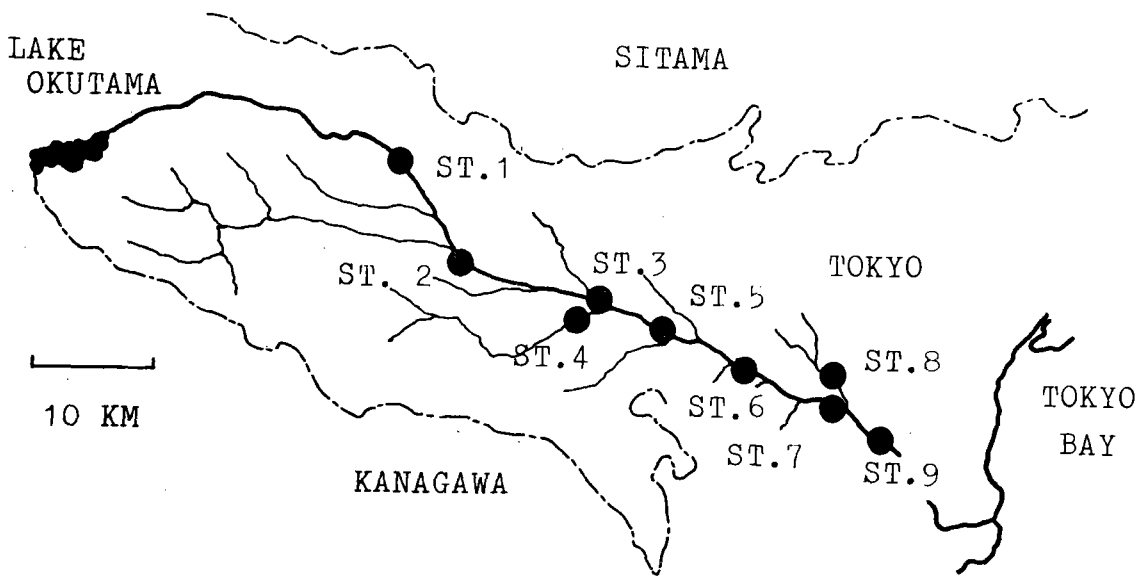 LAKE
OKUTAMA
SITAMA
ST.1
ST. 2
ST.3
TOKYO
ST.5
ST.4
ST.8
10 KM
ST.6
TOKYO
BAY
ST.7
ST.9
KANAGAWA